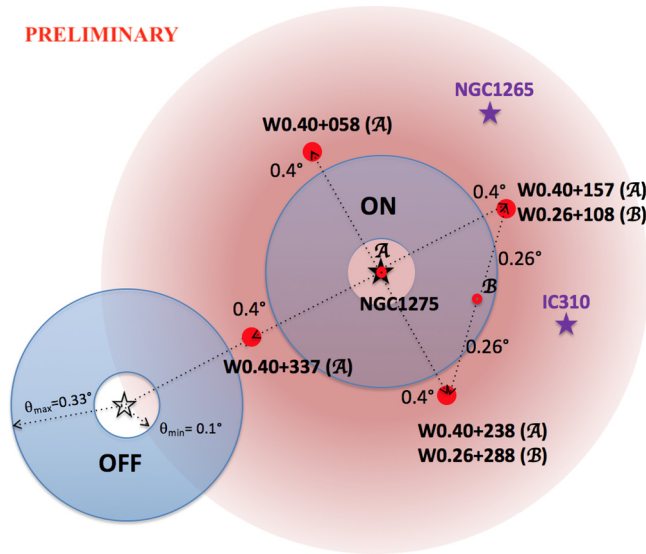 PRELIMINARY
NGC1265
W0.40+058 (A)
0.4°
0.4°
W0.40+157 (A)
W0.26+108 (B)
ON
A
0.26°
B
NGC1275
IC310
0.4°
0.26°
W0.40+337 (A)
θmax=0.33°
0.4°
θmin= 0.1°
W0.40+238 (A)
OFF
W0.26+288 (B)